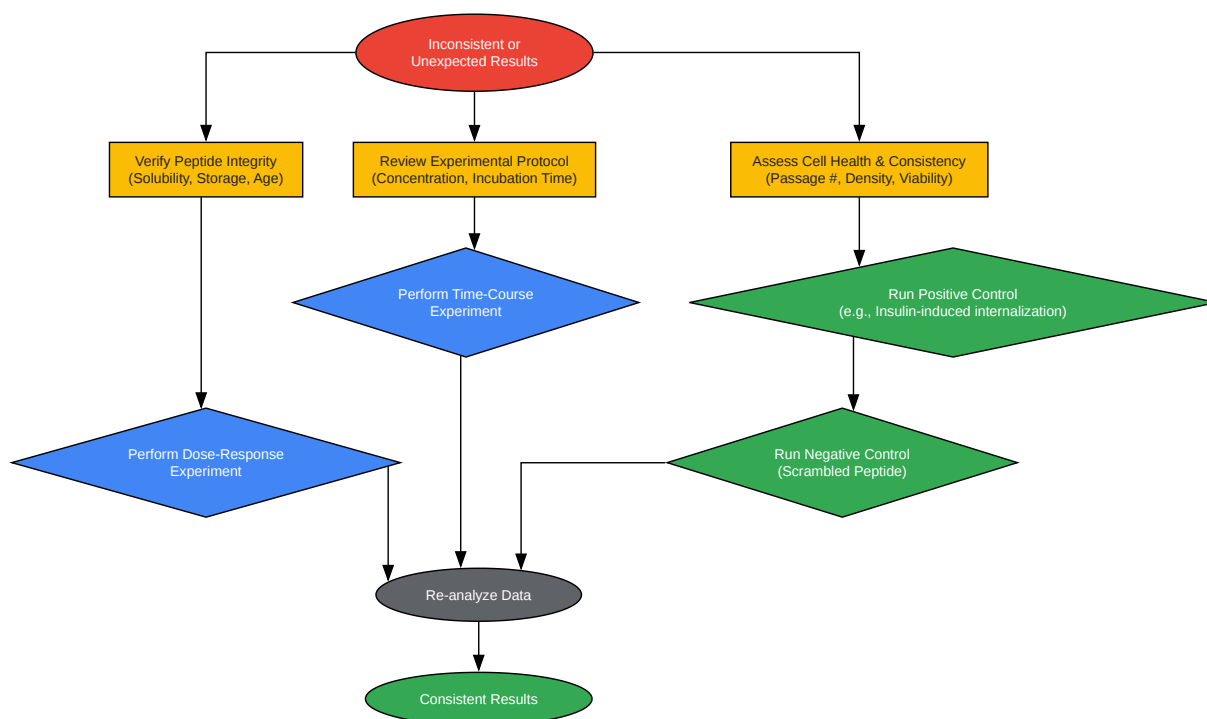 Inconsistent or
Unexpected Results
Verify Peptide Integrity
(Solubility, Storage, Age)
Review Experimental Protocol
(Concentration, Incubation Time)
Assess Cell Health & Consistency
(Passage #, Density, Viability)
Perform Time-Course
Experiment
Run Positive Control
(e.g., Insulin-induced internalization)
Perform Dose-Response
Experiment
Run Negative Control
(Scrambled Peptide)
Re-analyze Data
Consistent Results